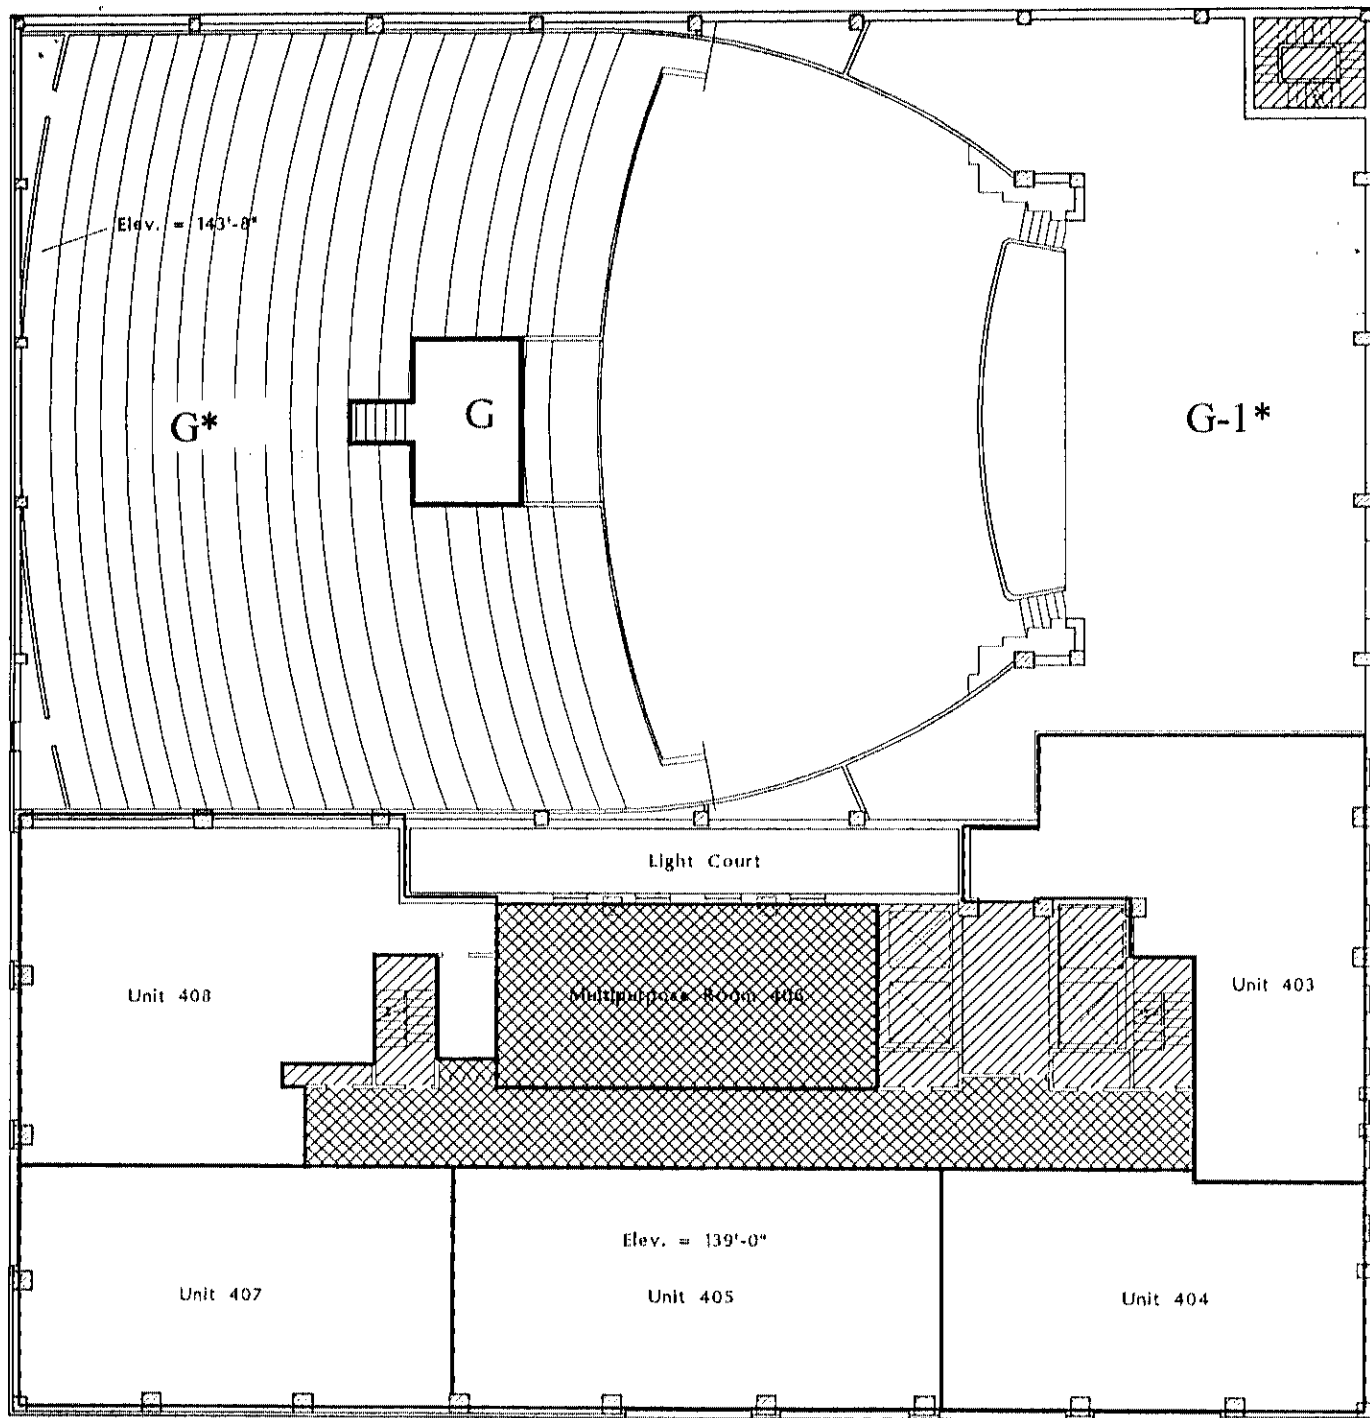 Elev. = 143'-8"
G*
G
G-1*
Light Court
Unit 408
Multipurpose Room 406
Unit 403
Elev. = 139'-0"
Unit 407
Unit 405
Unit 404